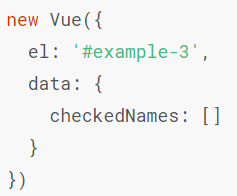 new Vue({
  el: '#example-3',
  data: {
    checkedNames: []
  }
})